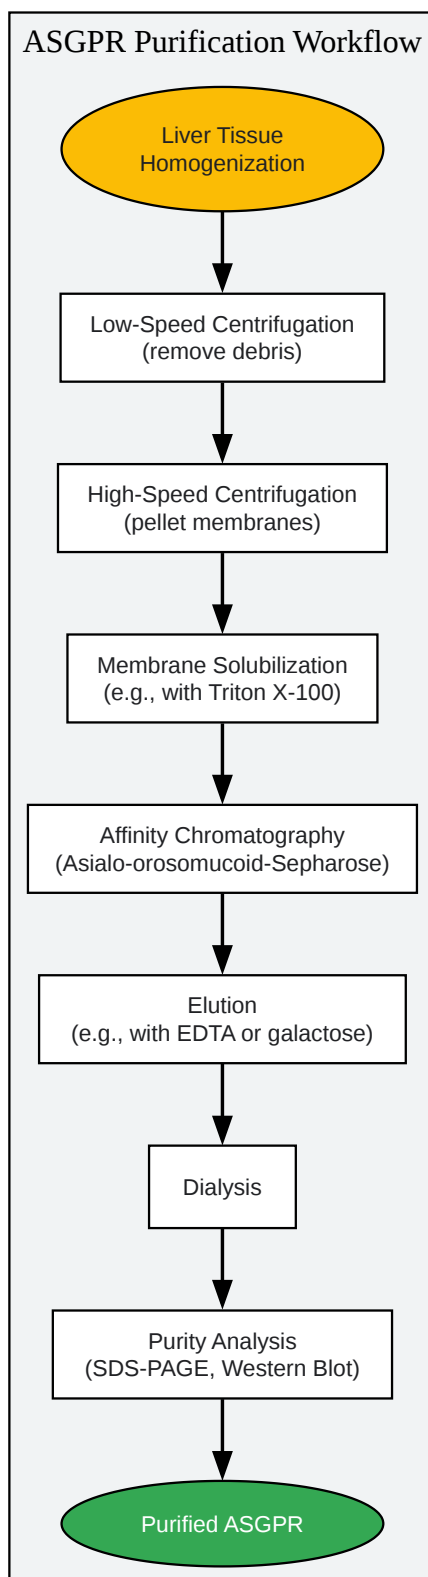 ASGPR Purification Workflow
Liver Tissue
Homogenization
Low-Speed Centrifugation
(remove debris)
High-Speed Centrifugation
(pellet membranes)
Membrane Solubilization
(e.g., with Triton X-100)
Affinity Chromatography
(Asialo-orosomucoid-Sepharose)
Elution
(e.g., with EDTA or galactose)
Dialysis
Purity Analysis
(SDS-PAGE, Western Blot)
Purified ASGPR